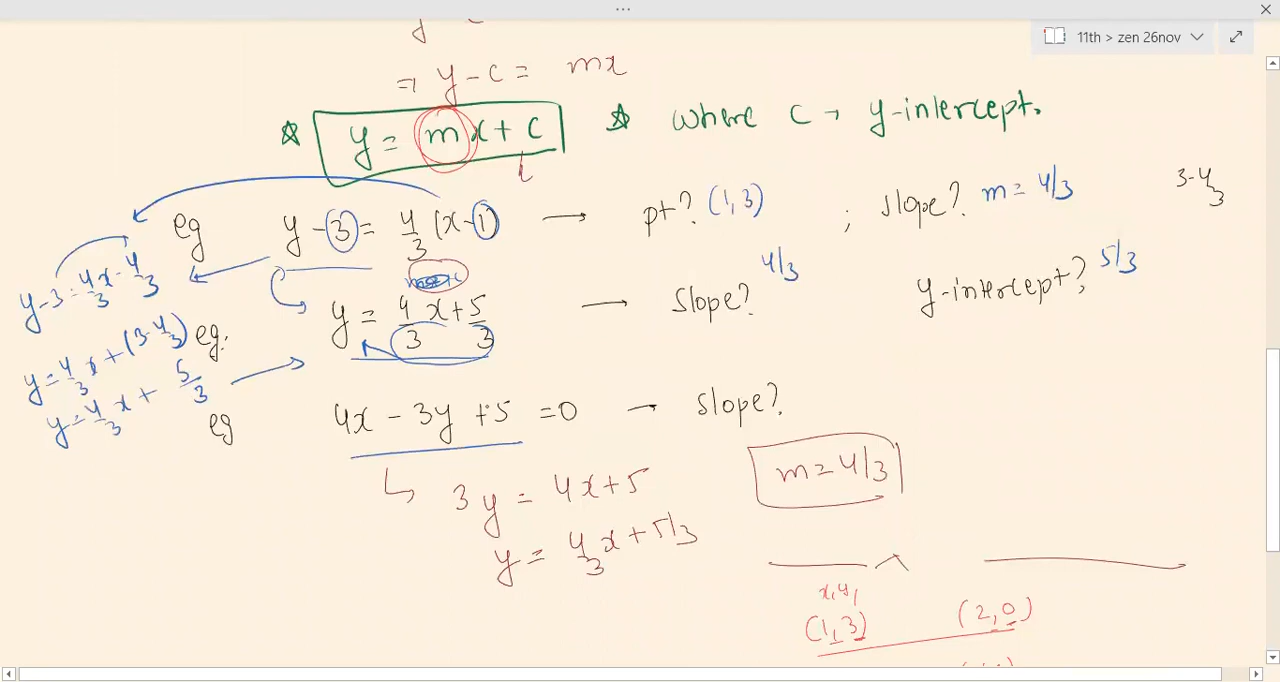 11th > zen 26nov
⇒ y - c = mx
☆ y = mx + c ☆ where c → y-intercept.
eg y - 3 = 4/3 (x - 1) → pt? (1, 3) ; slope? m = 4/3
3-4/3
y - 3 = 4/3 x - 4/3
y = 4/3 x + (3 - 4/3)
y = 4/3 x + 5/3
eg. y = 4/3 x + 5/3 → slope? 4/3 y-intercept? 5/3
eg 4x - 3y + 5 = 0 → slope?
3y = 4x + 5
y = 4/3 x + 5/3
m = 4/3
x, y,
(1, 3) (2, 0)